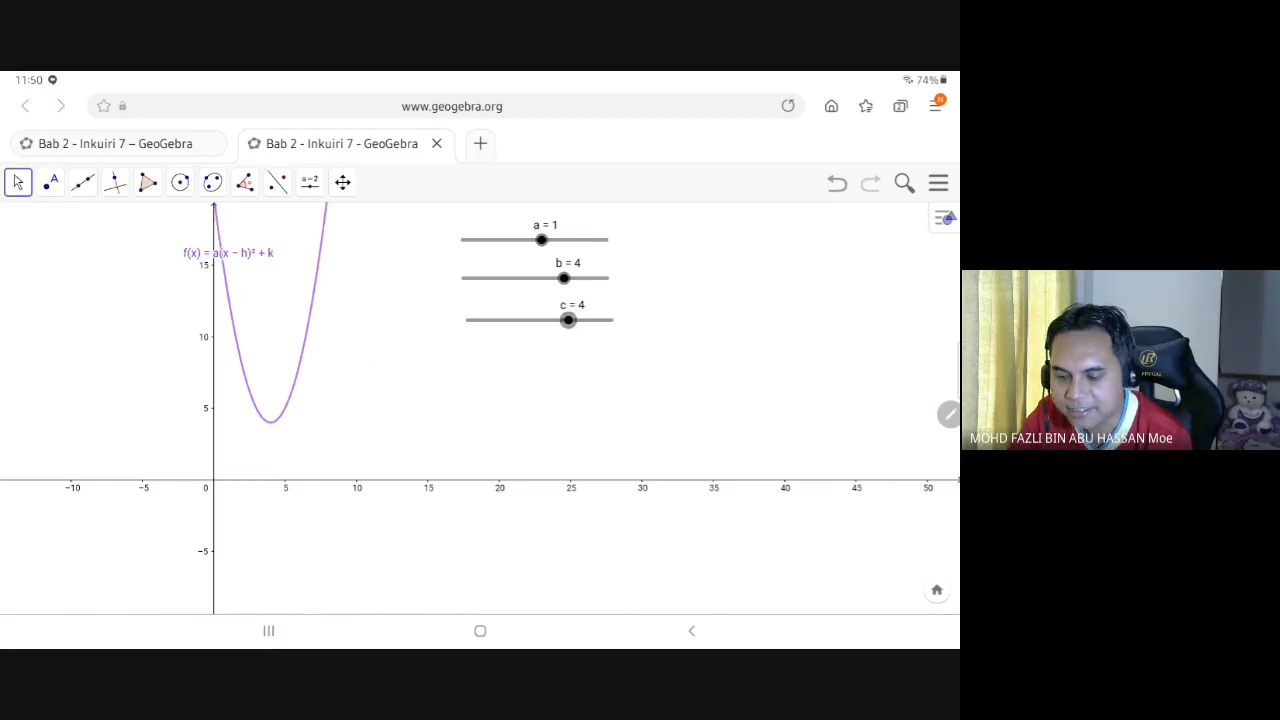 11:50
74%
www.geogebra.org
Bab 2 - Inkuiri 7 – GeoGebra
Bab 2 - Inkuiri 7 - GeoGebra
N
A
a=2
a = 1
f(x) = a(x – h)² + k
15
b = 4
c = 4
10
5
−10 −5 0 5 10 15 20 25 30 35 40 45 50
−5
MOHD FAZLI BIN ABU HASSAN Moe